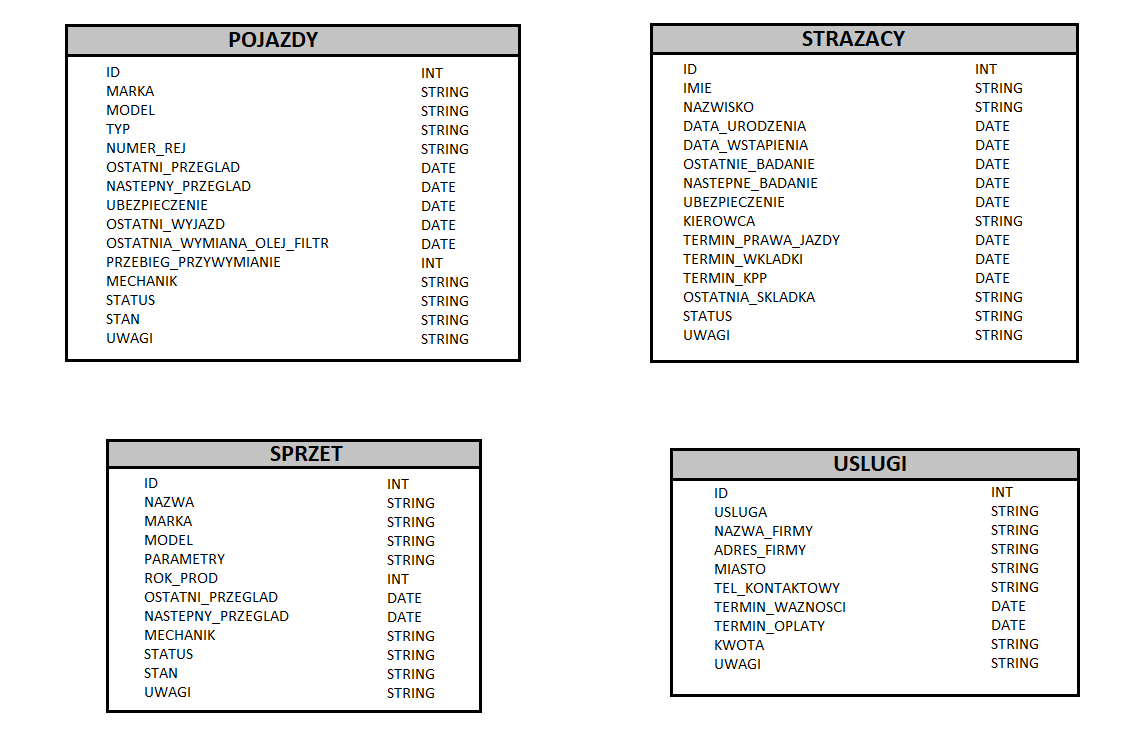 POJAZDY
ID INT
MARKA STRING
MODEL STRING
TYP STRING
NUMER_REJ STRING
OSTATNI_PRZEGLAD DATE
NASTEPNY_PRZEGLAD DATE
UBEZPIECZENIE DATE
OSTATNI_WYJAZD DATE
OSTATNIA_WYMIANA_OLEJ_FILTR DATE
PRZEBIEG_PRZYWYMIANIE INT
MECHANIK STRING
STATUS STRING
STAN STRING
UWAGI STRING
STRAZACY
ID INT
IMIE STRING
NAZWISKO STRING
DATA_URODZENIA DATE
DATA_WSTAPIENIA DATE
OSTATNIE_BADANIE DATE
NASTEPNE_BADANIE DATE
UBEZPIECZENIE DATE
KIEROWCA STRING
TERMIN_PRAWA_JAZDY DATE
TERMIN_WKLADKI DATE
TERMIN_KPP DATE
OSTATNIA_SKLADKA STRING
STATUS STRING
UWAGI STRING
SPRZET
ID INT
NAZWA STRING
MARKA STRING
MODEL STRING
PARAMETRY STRING
ROK_PROD INT
OSTATNI_PRZEGLAD DATE
NASTEPNY_PRZEGLAD DATE
MECHANIK STRING
STATUS STRING
STAN STRING
UWAGI STRING
USLUGI
ID INT
USLUGA STRING
NAZWA_FIRMY STRING
ADRES_FIRMY STRING
MIASTO STRING
TEL_KONTAKTOWY STRING
TERMIN_WAZNOSCI DATE
TERMIN_OPLATY DATE
KWOTA STRING
UWAGI STRING